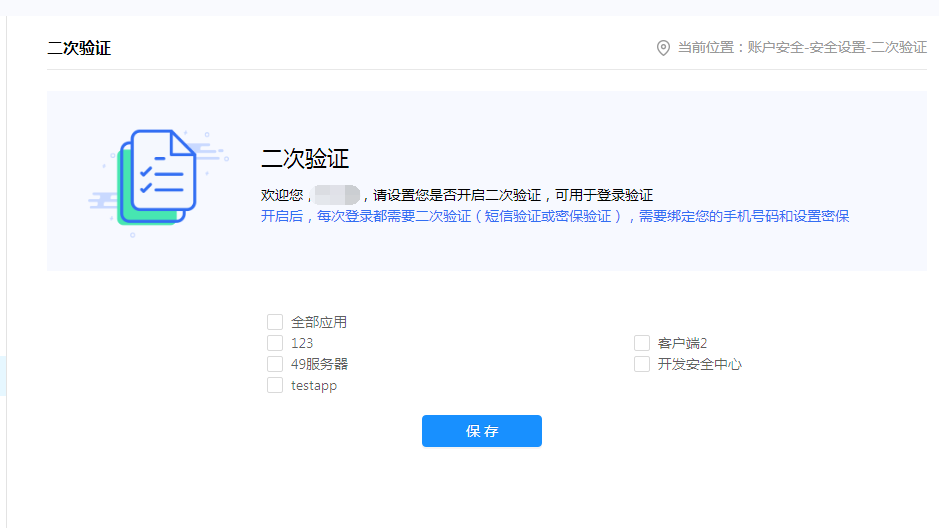 二次验证
当前位置：账户安全-安全设置-二次验证
二次验证
欢迎您，，请设置您是否开启二次验证，可用于登录验证
开启后，每次登录都需要二次验证（短信验证或密保验证），需要绑定您的手机号码和设置密保
全部应用
123
客户端2
49服务器
开发安全中心
testapp
保 存